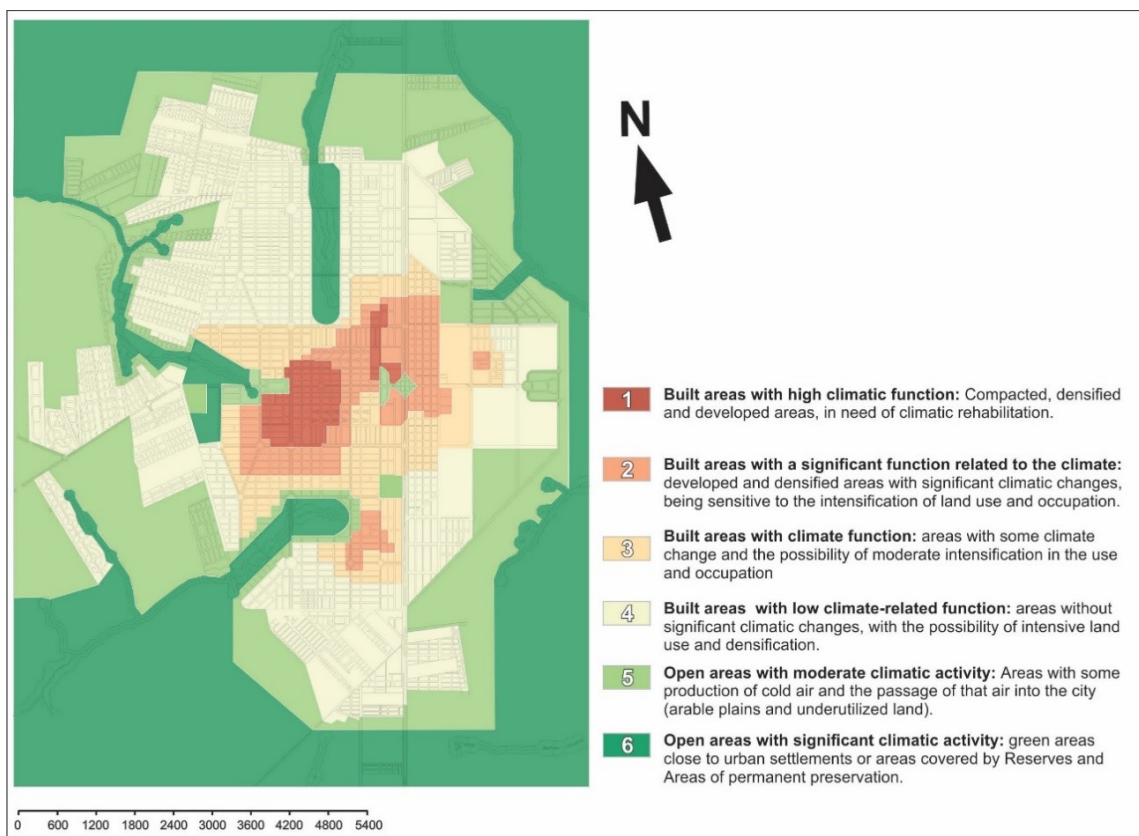 N
1 Built areas with high climatic function: Compacted, densified
and developed areas, in need of climatic rehabilitation.
2 Built areas with a significant function related to the climate:
developed and densified areas with significant climatic changes,
being sensitive to the intensification of land use and occupation.
3 Built areas with climate function: areas with some climate
change and the possibility of moderate intensification in the use
and occupation
4 Built areas with low climate-related function: areas without
significant climatic changes, with the possibility of intensive land
use and densification.
5 Open areas with moderate climatic activity: Areas with some
production of cold air and the passage of that air into the city
(arable plains and underutilized land).
6 Open areas with significant climatic activity: green areas
close to urban settlements or areas covered by Reserves and
Areas of permanent preservation.
0 600 1200 1800 2400 3000 3600 4200 4800 5400